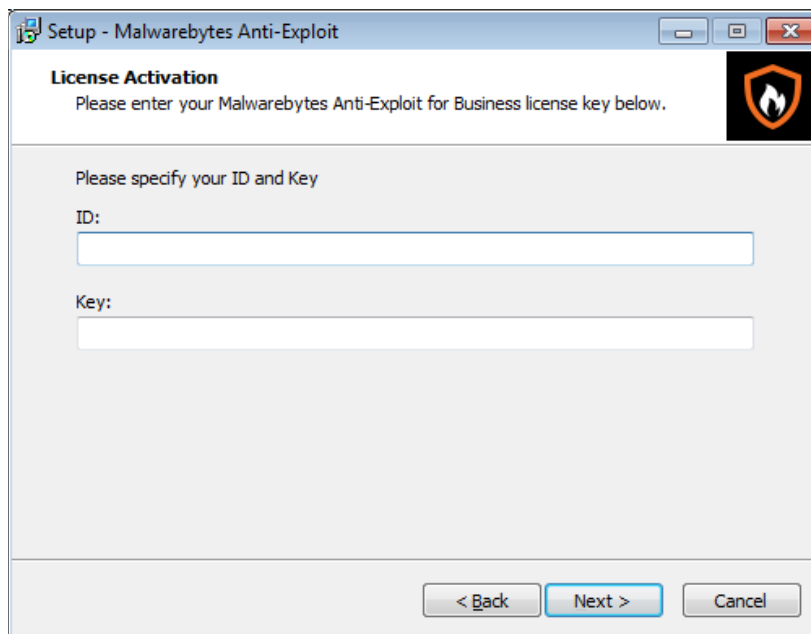 Setup - Malwarebytes Anti-Exploit
License Activation
Please enter your Malwarebytes Anti-Exploit for Business license key below.
Please specify your ID and Key
ID:
Key:
< Back
Next >
Cancel